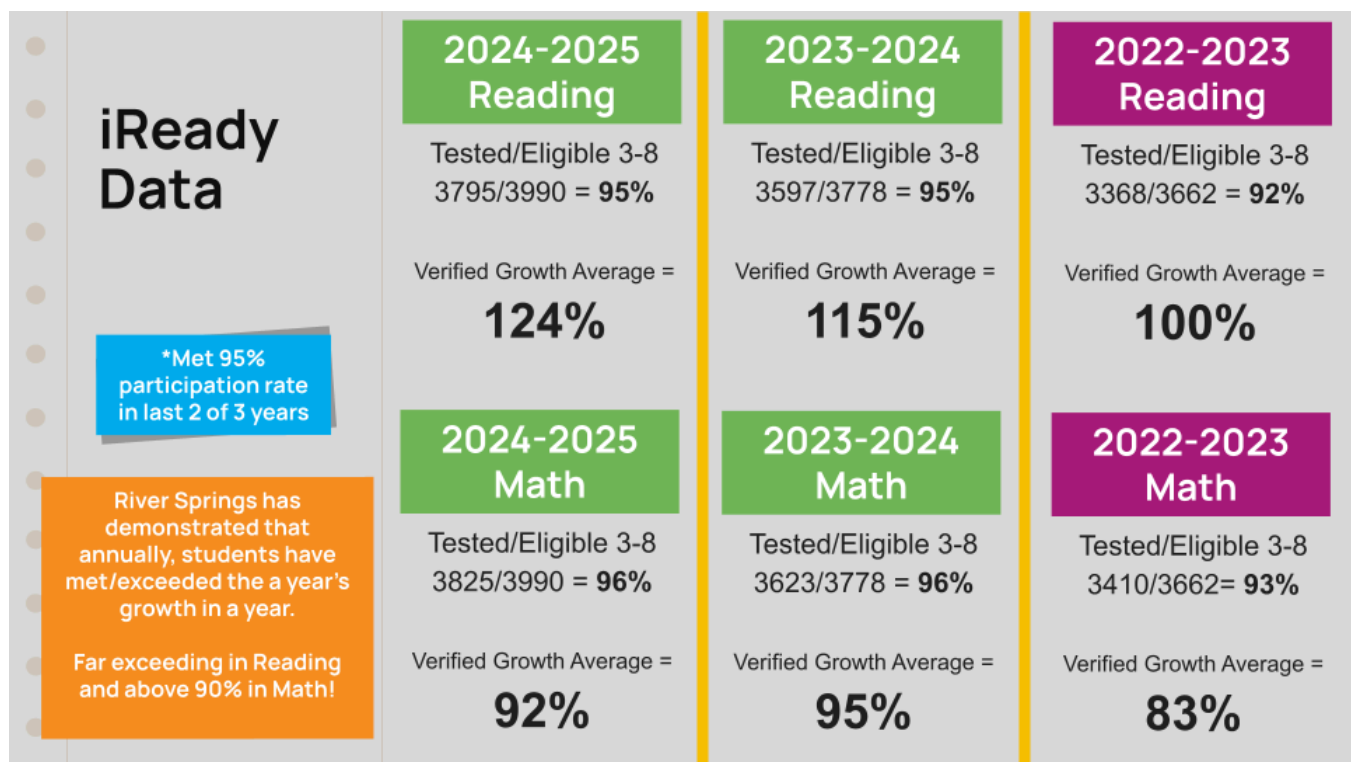 iReady
Data
*Met 95%
participation rate
in last 2 of 3 years
River Springs has
demonstrated that
annually, students have
met/exceeded the a year's
growth in a year.
Far exceeding in Reading
and above 90% in Math!
2024-2025
Reading
Tested/Eligible 3-8
3795/3990 = 95%
Verified Growth Average =
124%
2023-2024
Reading
Tested/Eligible 3-8
3597/3778 = 95%
Verified Growth Average =
115%
2022-2023
Reading
Tested/Eligible 3-8
3368/3662 = 92%
Verified Growth Average =
100%
2024-2025
Math
Tested/Eligible 3-8
3825/3990 = 96%
Verified Growth Average =
92%
2023-2024
Math
Tested/Eligible 3-8
3623/3778 = 96%
Verified Growth Average =
95%
2022-2023
Math
Tested/Eligible 3-8
3410/3662= 93%
Verified Growth Average =
83%